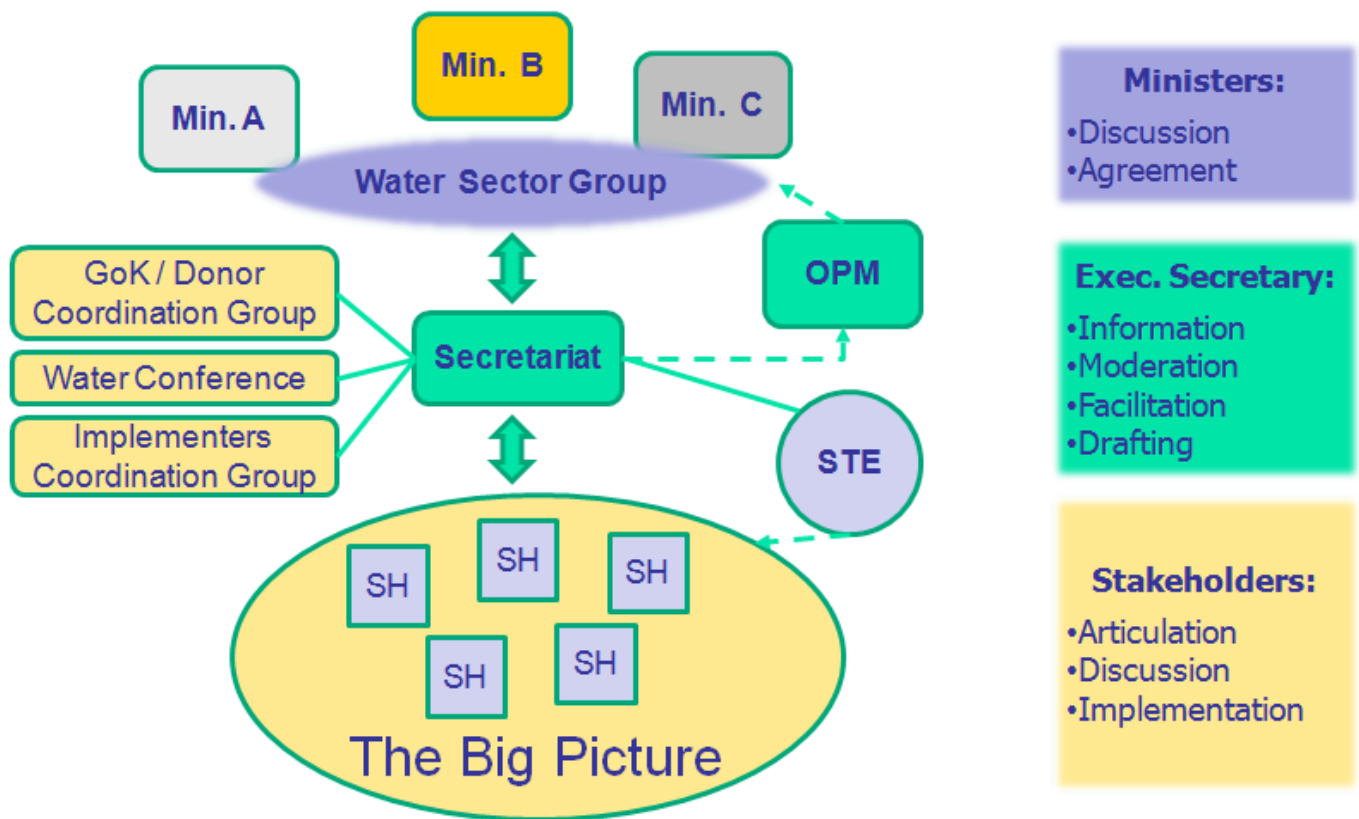 Min. A
Min. B
Min. C
Water Sector Group
GoK / Donor
Coordination Group
Water Conference
Implementers
Coordination Group
Secretariat
OPM
STE
SH
SH
SH
SH
SH
The Big Picture
Ministers:
•Discussion
•Agreement
Exec. Secretary:
•Information
•Moderation
•Facilitation
•Drafting
Stakeholders:
•Articulation
•Discussion
•Implementation